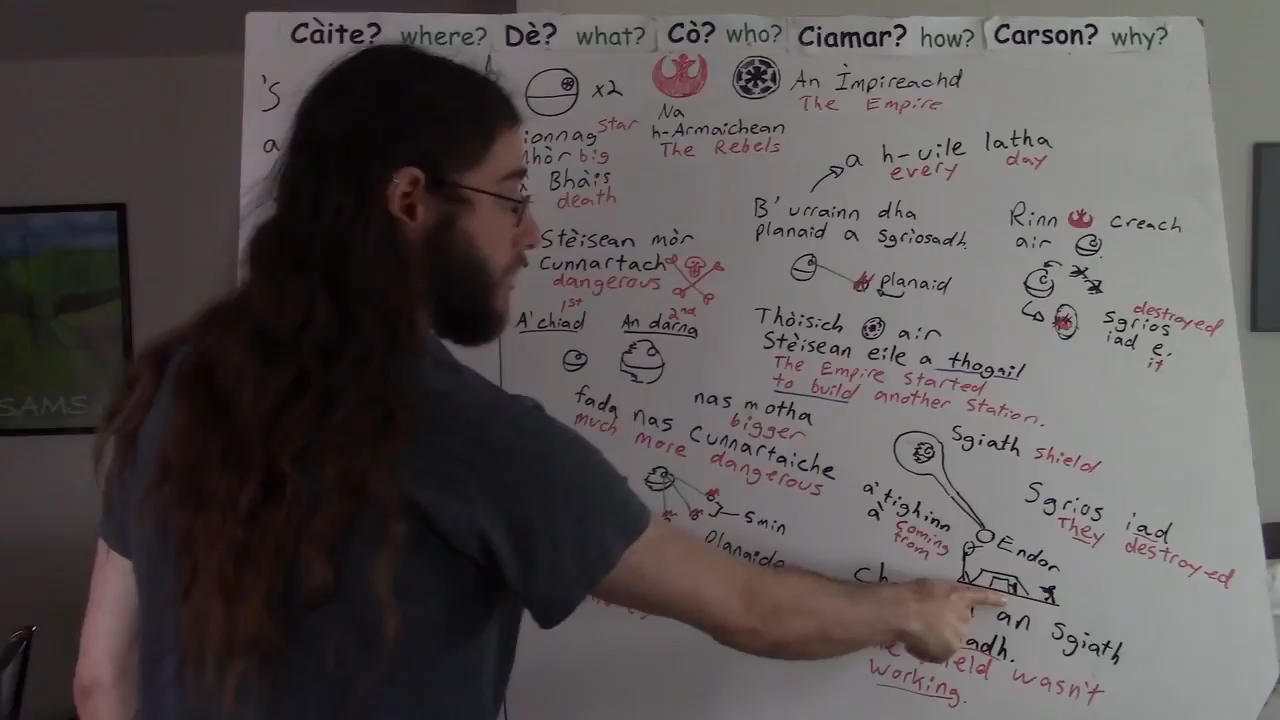 Càite? where? Dè? what? Cò? who? Ciamar? how? Carson? why?
'S
a
x2
star
big
Bhàis
death
Stèisean mòr
Cunnartach
dangerous
1st
A' chiad
2nd
An dàrna
nas motha
bigger
fada nas Cunnartaiche
much more dangerous
5 min
Na
h-Armaichean
The Rebels
An Ìmpireachd
The Empire
a h-uile latha
every day
B' urrainn dha
planaid a sgriosadh
planaid
Thòisich air
Stèisean eile a thogail
The Empire started
to build another station.
Rinn creach
air
destroyed
sgrios
iad e.
it
Sgiath shield
a' tighinn
à
coming
from
Endor
Sgrios iad
They destroyed
an Sgiath
wasn't
working.
SAMS